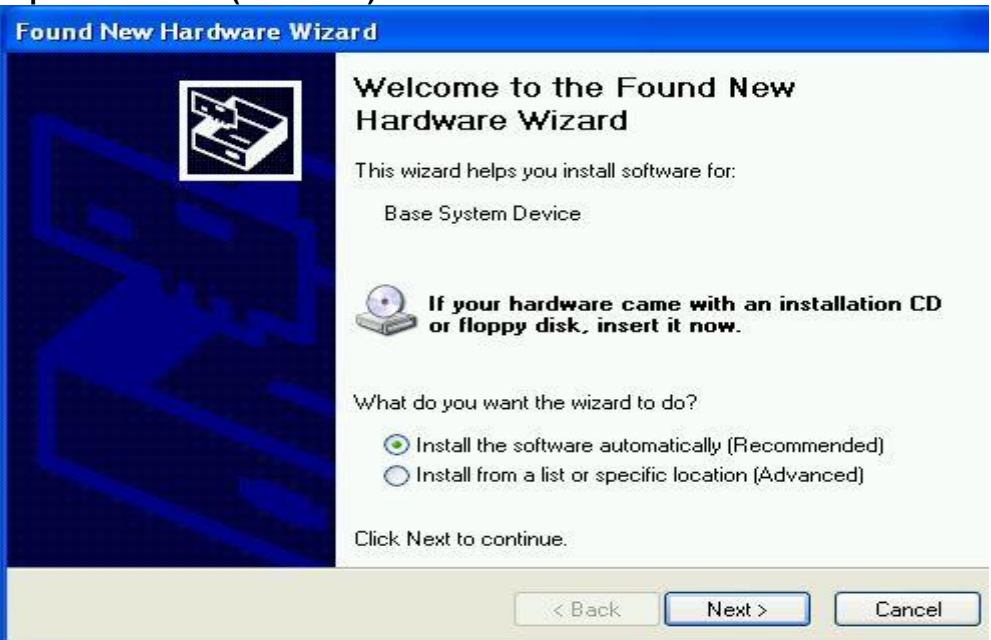 Found New Hardware Wizard
Welcome to the Found New
Hardware Wizard
This wizard helps you install software for:
Base System Device
If your hardware came with an installation CD
or floppy disk, insert it now.
What do you want the wizard to do?
Install the software automatically (Recommended)
Install from a list or specific location (Advanced)
Click Next to continue.
< Back Next > Cancel